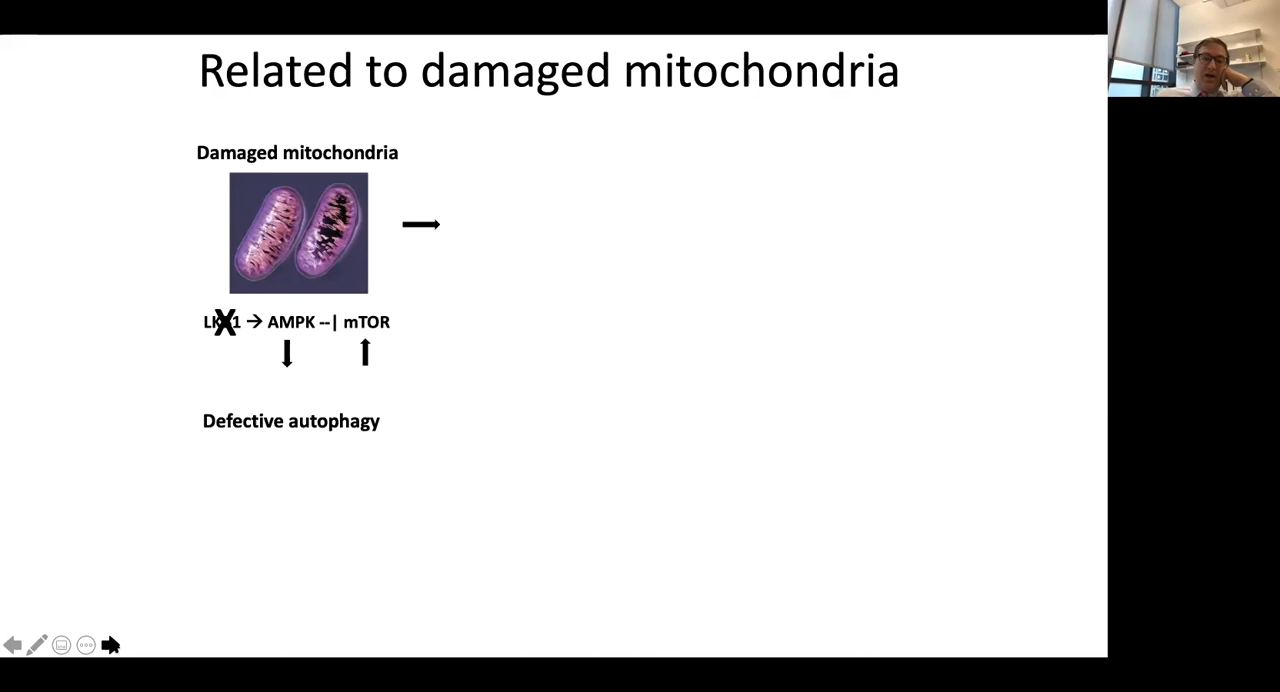 Related to damaged mitochondria
Damaged mitochondria
LKB1 → AMPK --| mTOR
Defective autophagy